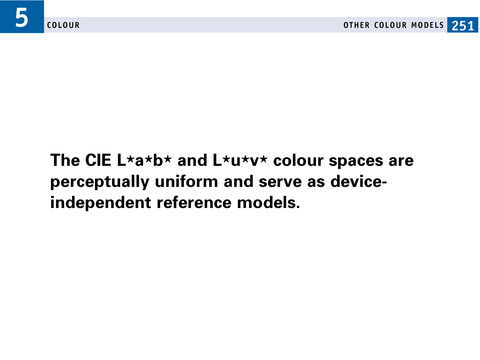 5 COLOUR OTHER COLOUR MODELS 251
The CIE L*a*b* and L*u*v* colour spaces are
perceptually uniform and serve as device-
independent reference models.